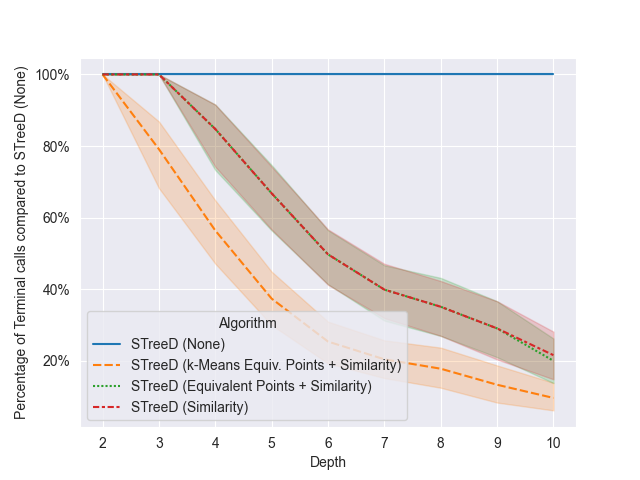 Percentage of Terminal calls compared to STreeD (None)
100%
80%
60%
40%
20%
Algorithm
STreeD (None)
STreeD (k-Means Equiv. Points + Similarity)
STreeD (Equivalent Points + Similarity)
STreeD (Similarity)
2 3 4 5 6 7 8 9 10
Depth